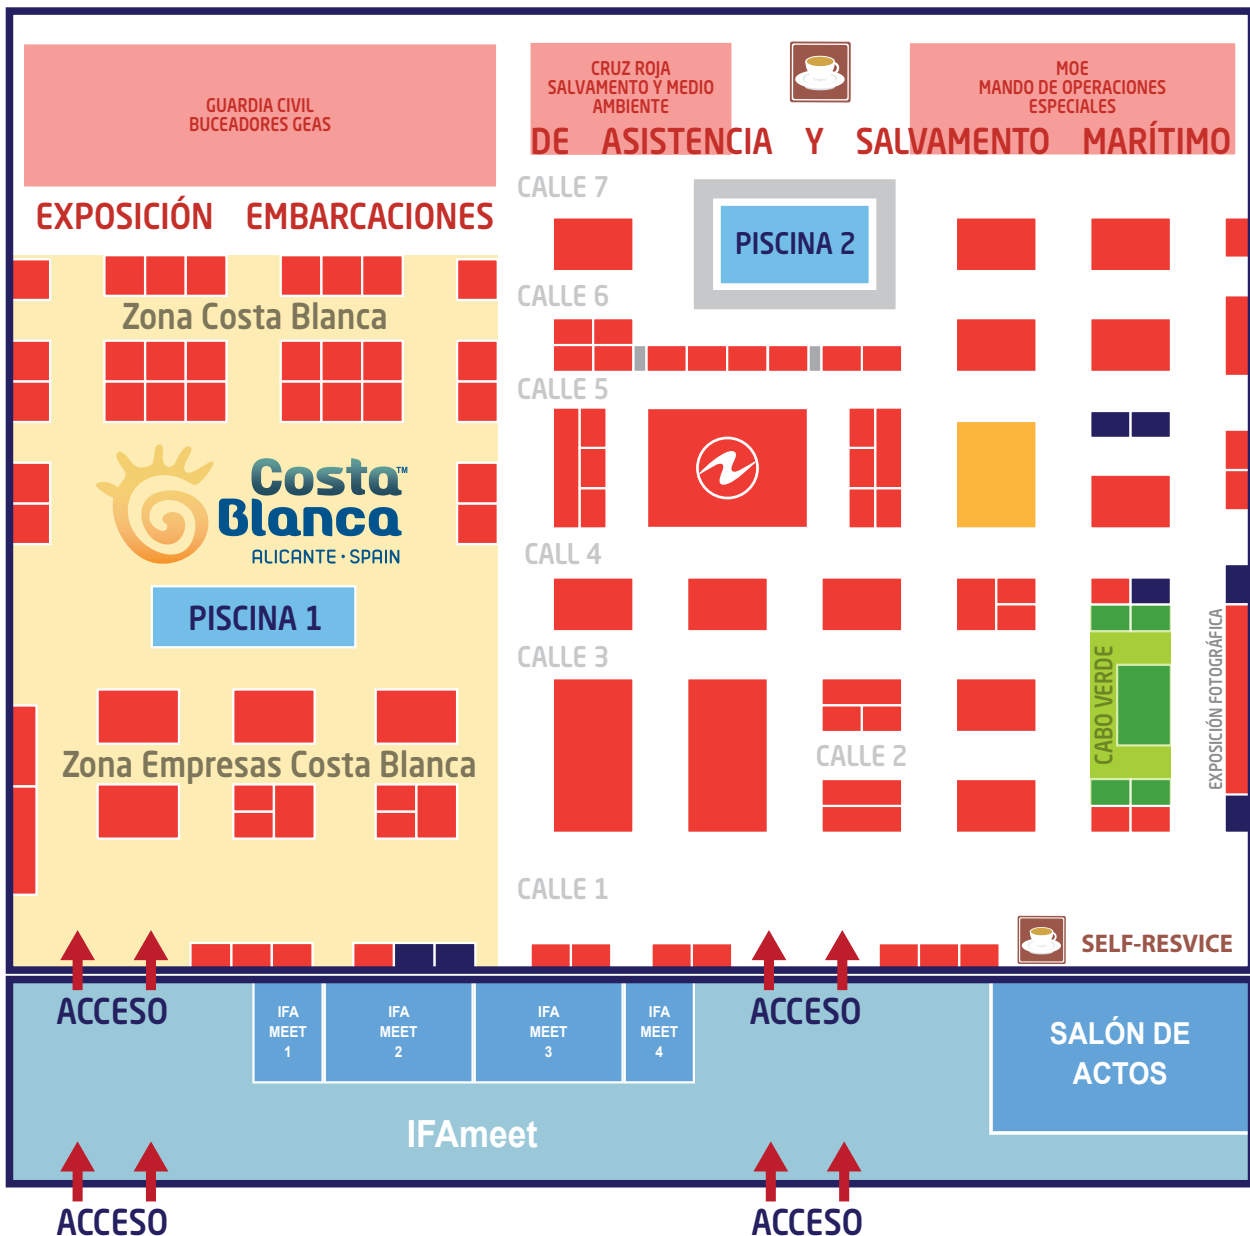 GUARDIA CIVIL
BUCEADORES GEAS
CRUZ ROJA
SALVAMENTO Y MEDIO
AMBIENTE
MOE
MANDO DE OPERACIONES
ESPECIALES
DE ASISTENCIA Y SALVAMENTO MARÍTIMO
EXPOSICIÓN EMBARCACIONES
CALLE 7
PISCINA 2
CALLE 6
Zona Costa Blanca
CALLE 5
Costa™
Blanca
ALICANTE · SPAIN
CALL 4
PISCINA 1
CALLE 3
CABO VERDE
EXPOSICIÓN FOTOGRÁFICA
Zona Empresas Costa Blanca
CALLE 2
CALLE 1
SELF-RESVICE
ACCESO
IFA
MEET
1
IFA
MEET
2
IFA
MEET
3
IFA
MEET
4
ACCESO
SALÓN DE
ACTOS
IFAmeet
ACCESO
ACCESO